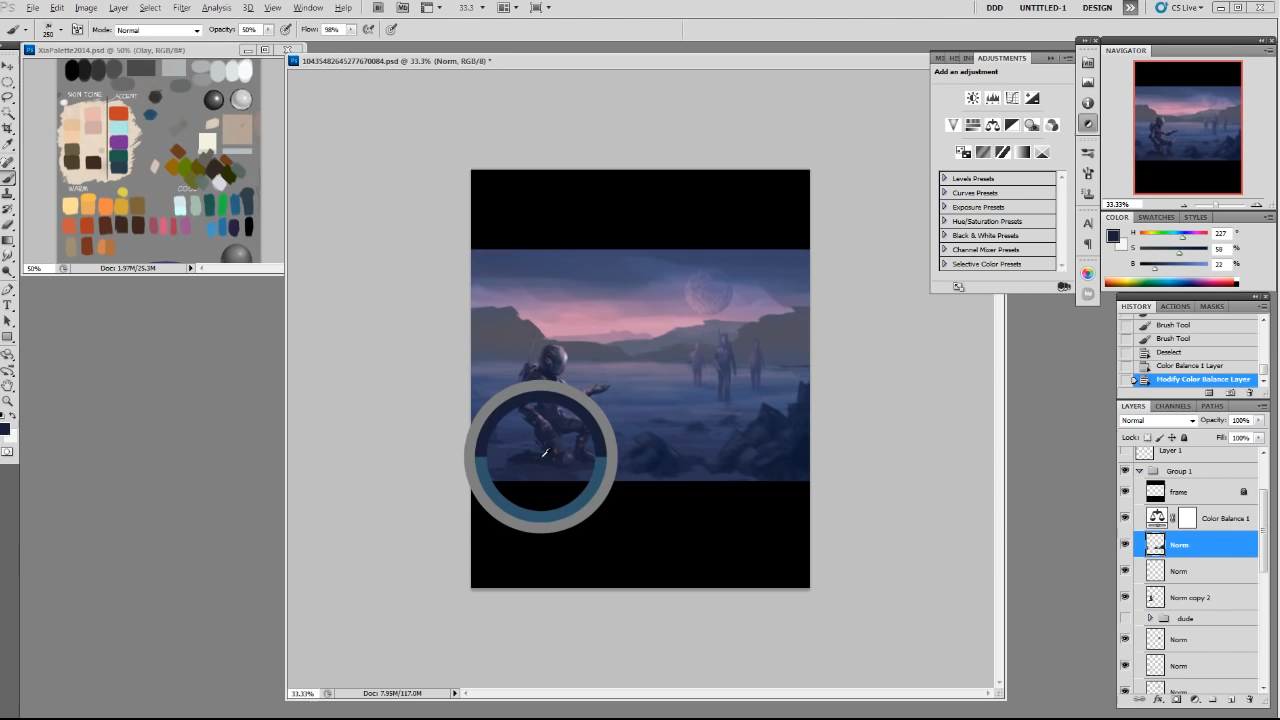 Ps File Edit Image Layer Select Filter Analysis 3D View Window Help Br Mb 33.3 DDD UNTITLED-1 DESIGN CS Live
250 Mode: Normal Opacity: 50% Flow: 98%
XiaPalette2014.psd @ 50% (Olay, RGB/8#)
10435482645277670084.psd @ 33.3% (Norm, RGB/8) *
SKIN TONE ACCENT
WARM
50% Doc: 1.97M/25.3M
ADJUSTMENTS
Add an adjustment
Levels Presets
Curves Presets
Exposure Presets
Hue/Saturation Presets
Black & White Presets
Channel Mixer Presets
Selective Color Presets
NAVIGATOR
33.33%
COLOR SWATCHES STYLES
H 227 °
S 58 %
B 22 %
HISTORY ACTIONS MASKS
Brush Tool
Brush Tool
Deselect
Color Balance 1 Layer
Modify Color Balance Layer
LAYERS CHANNELS PATHS
Normal Opacity: 100%
Lock: Fill: 100%
Layer 1
Group 1
frame
Color Balance 1
Norm
Norm
Norm copy 2
dude
Norm
Norm
Norm
33.33% Doc: 7.95M/117.0M